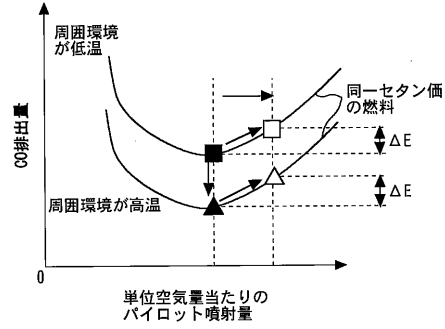 周囲環境
が低温
同一セタン価
の燃料
CO排出量
ΔE
ΔE
周囲環境が高温
0
単位空気量当たりの
パイロット噴射量